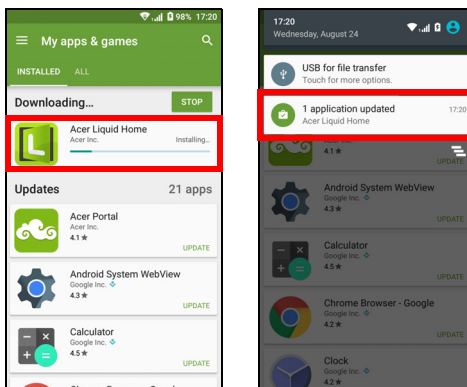 98% 17:20
My apps & games
INSTALLED ALL
Downloading... STOP
Acer Liquid Home
Acer Inc. Installing...
Updates 21 apps
Acer Portal
Acer Inc.
4.1★
UPDATE
Android System WebView
Google Inc.
4.3★
UPDATE
Calculator
Google Inc.
4.5★
UPDATE
17:20
Wednesday, August 24
USB for file transfer
Touch for more options.
1 application updated 17:20
Acer Liquid Home
4.1★
UPDATE
Android System WebView
Google Inc.
4.3★
UPDATE
Calculator
Google Inc.
4.5★
UPDATE
Chrome Browser - Google
Google Inc.
4.2★
UPDATE
Clock
Google Inc.
4.2★